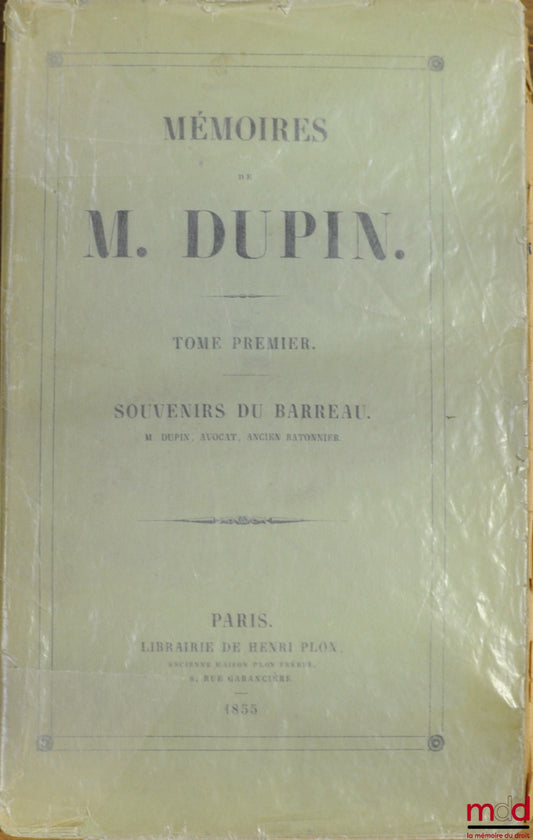 MÉMOIRES
DE
M. DUPIN.
TOME PREMIER.
SOUVENIRS DU BARREAU.
M. DUPIN, AVOCAT, ANCIEN BATONNIER.
PARIS.
LIBRAIRIE DE HENRI PLON,
ANCIENNE MAISON PLON FRÈRES,
8, RUE GARANCIÈRE.
1855
mdd
la mémoire du droit